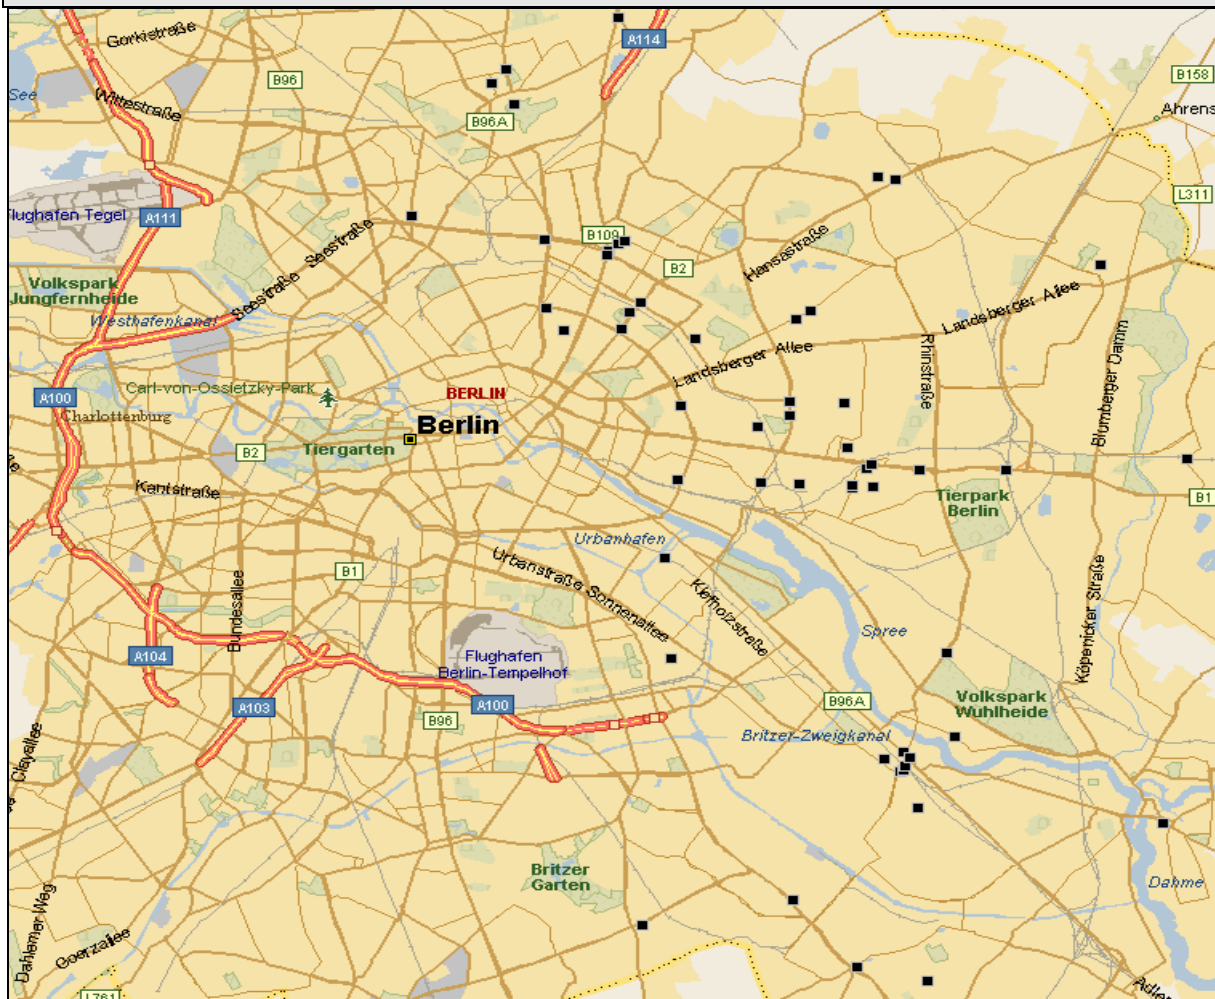 Gorkistraße
A114
B96
B158
See
Wittestraße
B96A
Ahrens
L311
Flughafen Tegel
A111
Seestraße
B109
Hansastraße
B2
Volkspark
Jungfernheide
Seestraße
Landsberger Allee
Westhafenkanal
Rhinstraße
Blumberger Damm
Landsberger Allee
Carl-von-Ossietzky-Park
BERLIN
A100
Charlottenburg
Berlin
Tiergarten
B2
ße
Kantstraße
Tierpark
Berlin
B1
Urbanhafen
Urbanstraße
Sonnenallee
Kiefholzstraße
B1
Bundesallee
Köpenicker Straße
Spree
Flughafen
Berlin-Tempelhof
A104
A103
A100
B96
B96A
Volkspark
Wuhlheide
Britzer-Zweigkanal
Clayallee
Britzer
Garten
Dahme
Dahlemer Weg
Goerzallee
L761
Adler